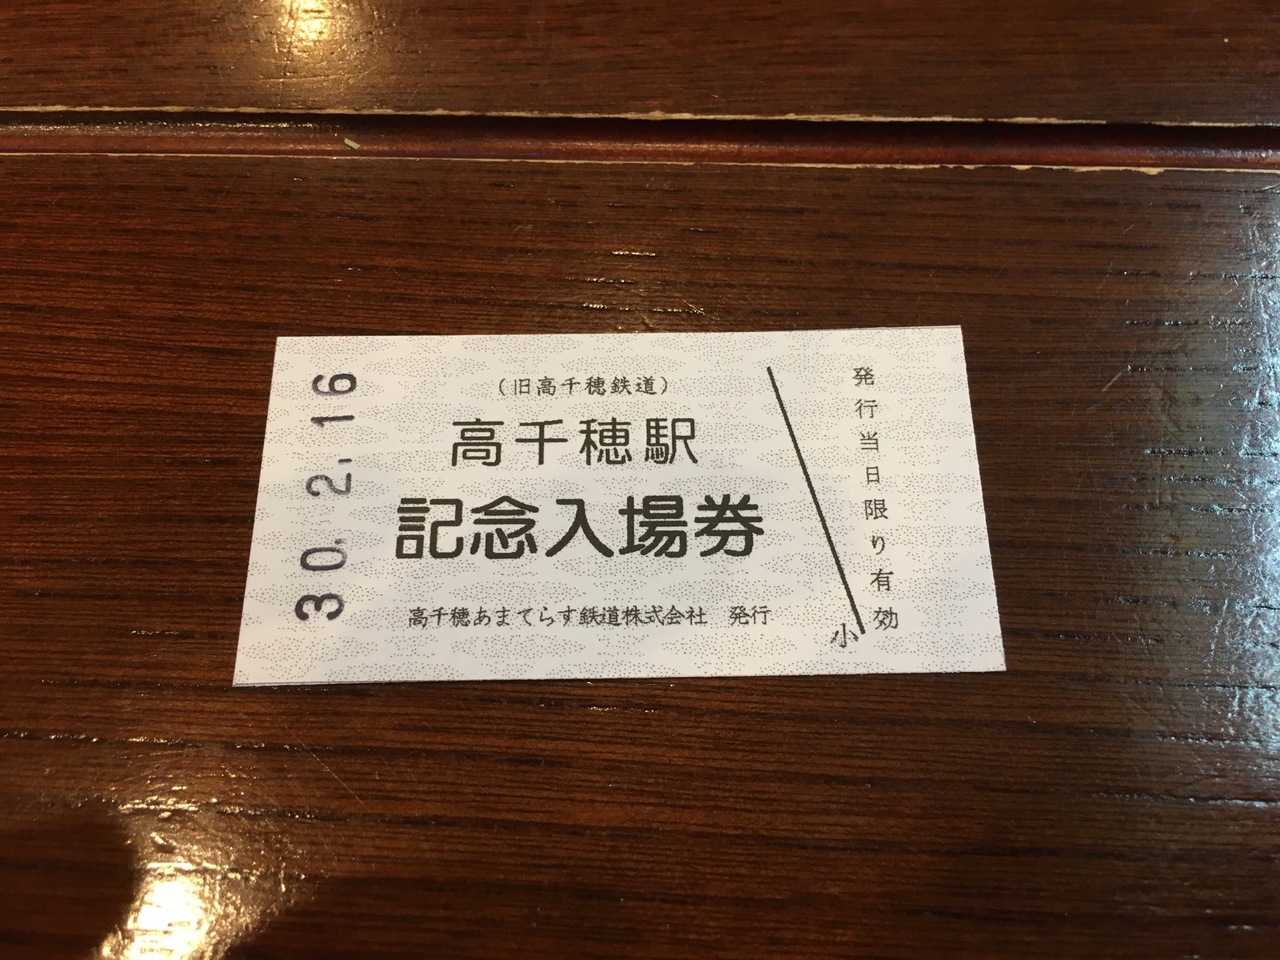 30.2.16
（旧高千穂鉄道）
高千穂駅
記念入場券
高千穂あまてらす鉄道株式会社　発行
発行当日限り有効
小